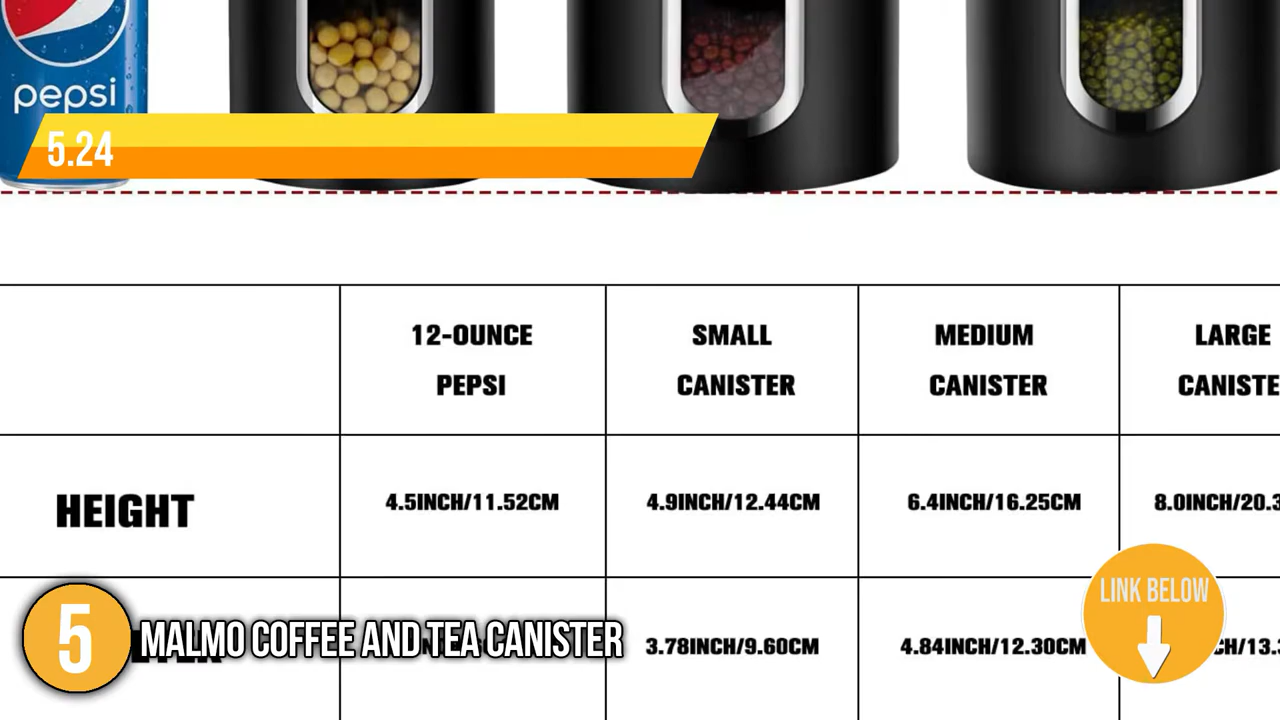 pepsi
5.24
12-OUNCE
PEPSI
SMALL
CANISTER
MEDIUM
CANISTER
LARGE
CANISTE
HEIGHT
4.5INCH/11.52CM
4.9INCH/12.44CM
6.4INCH/16.25CM
8.0INCH/20.3
LINK BELOW
5
MALMO COFFEE AND TEA CANISTER
3.78INCH/9.60CM
4.84INCH/12.30CM
CH/13.